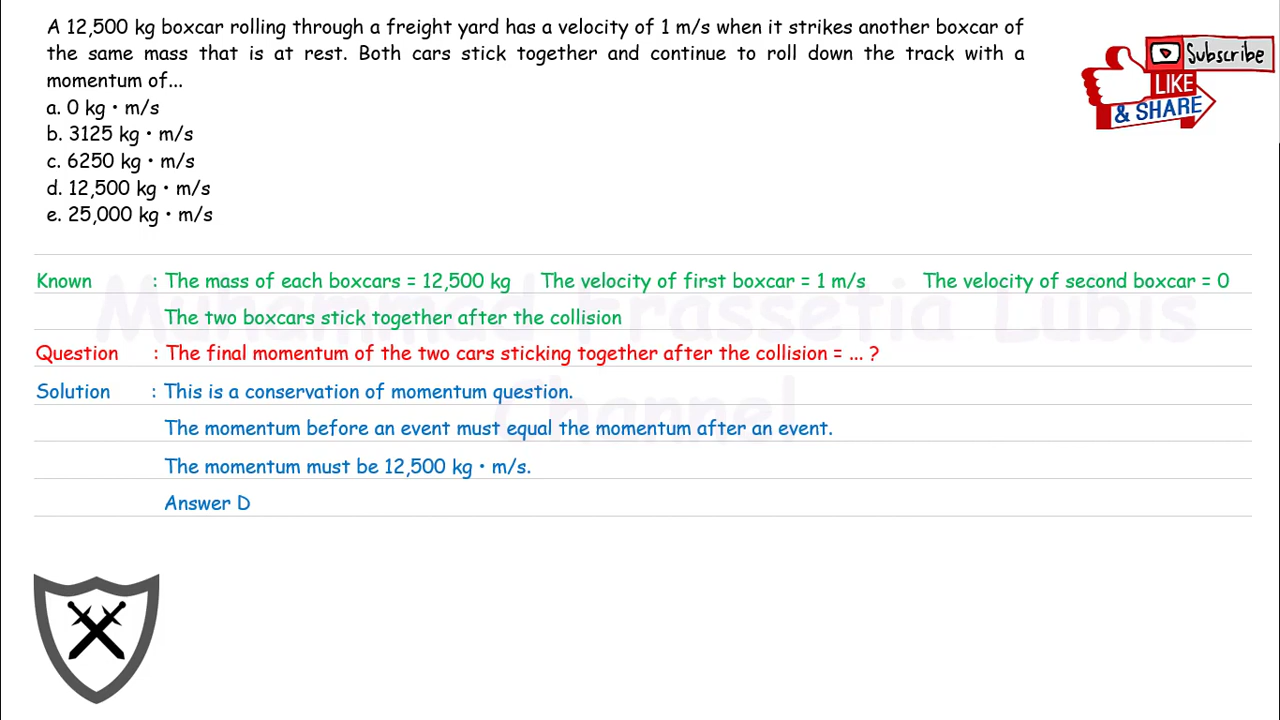 A 12,500 kg boxcar rolling through a freight yard has a velocity of 1 m/s when it strikes another boxcar of
the same mass that is at rest. Both cars stick together and continue to roll down the track with a
momentum of...
a. 0 kg • m/s
b. 3125 kg • m/s
c. 6250 kg • m/s
d. 12,500 kg • m/s
e. 25,000 kg • m/s
Subscribe
LIKE
& SHARE
Known : The mass of each boxcars = 12,500 kg The velocity of first boxcar = 1 m/s The velocity of second boxcar = 0
The two boxcars stick together after the collision
Question : The final momentum of the two cars sticking together after the collision = ... ?
Solution : This is a conservation of momentum question.
The momentum before an event must equal the momentum after an event.
The momentum must be 12,500 kg • m/s.
Answer D
Muhammad Prassetia Lubis
Channel